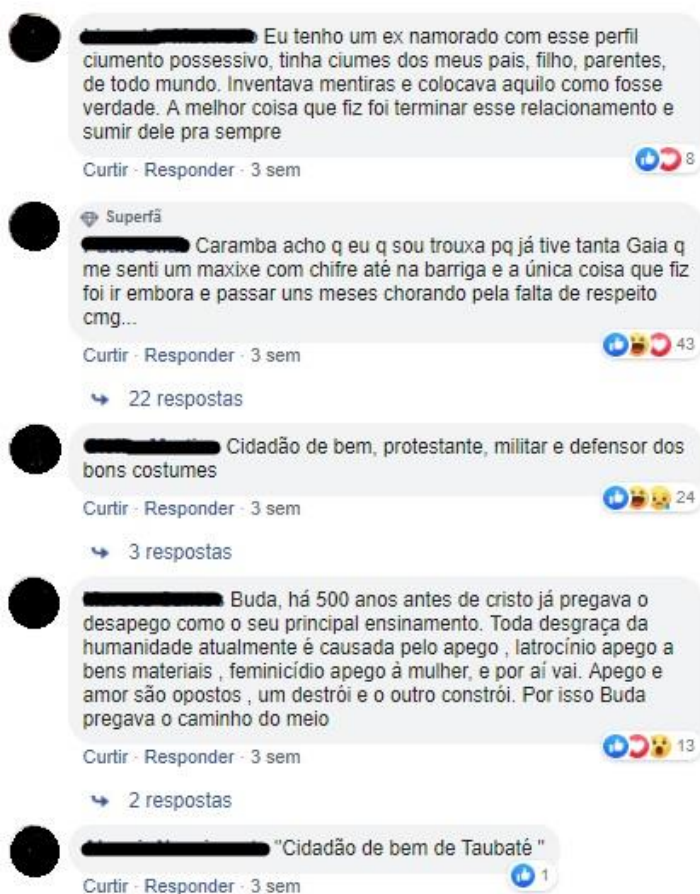 Eu tenho um ex namorado com esse perfil
ciumento possessivo, tinha ciumes dos meus pais, filho, parentes,
de todo mundo. Inventava mentiras e colocava aquilo como fosse
verdade. A melhor coisa que fiz foi terminar esse relacionamento e
sumir dele pra sempre
8
Curtir · Responder · 3 sem
Superfã
Caramba acho q eu q sou trouxa pq já tive tanta Gaia q
me senti um maxixe com chifre até na barriga e a única coisa que fiz
foi ir embora e passar uns meses chorando pela falta de respeito
cmg...
43
Curtir · Responder · 3 sem
22 respostas
Cidadão de bem, protestante, militar e defensor dos
bons costumes
24
Curtir · Responder · 3 sem
3 respostas
Buda, há 500 anos antes de cristo já pregava o
desapego como o seu principal ensinamento. Toda desgraça da
humanidade atualmente é causada pelo apego , latrocínio apego a
bens materiais , feminicídio apego à mulher, e por aí vai. Apego e
amor são opostos , um destrói e o outro constrói. Por isso Buda
pregava o caminho do meio
13
Curtir · Responder · 3 sem
2 respostas
"Cidadão de bem de Taubaté "
1
Curtir · Responder · 3 sem